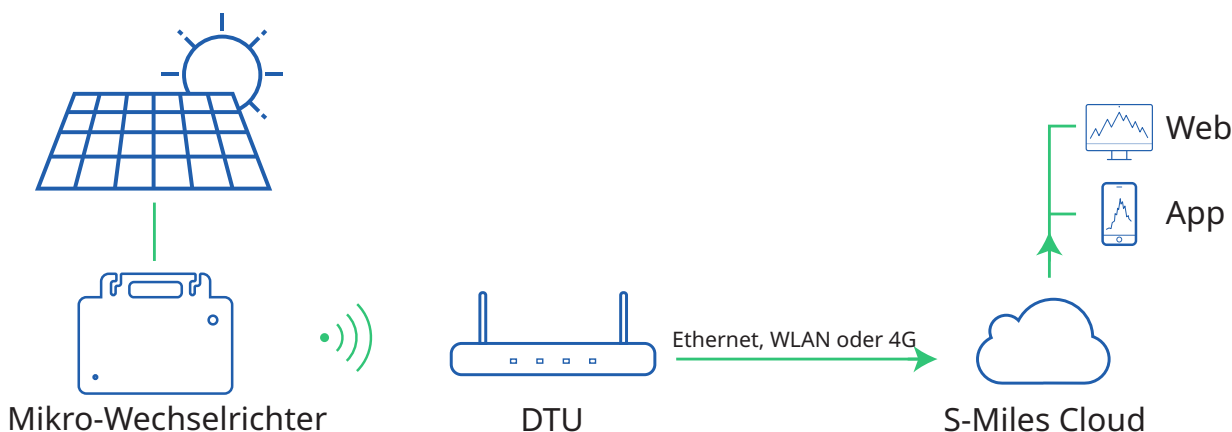 Web
App
Ethernet, WLAN oder 4G
Mikro-Wechselrichter
DTU
S-Miles Cloud